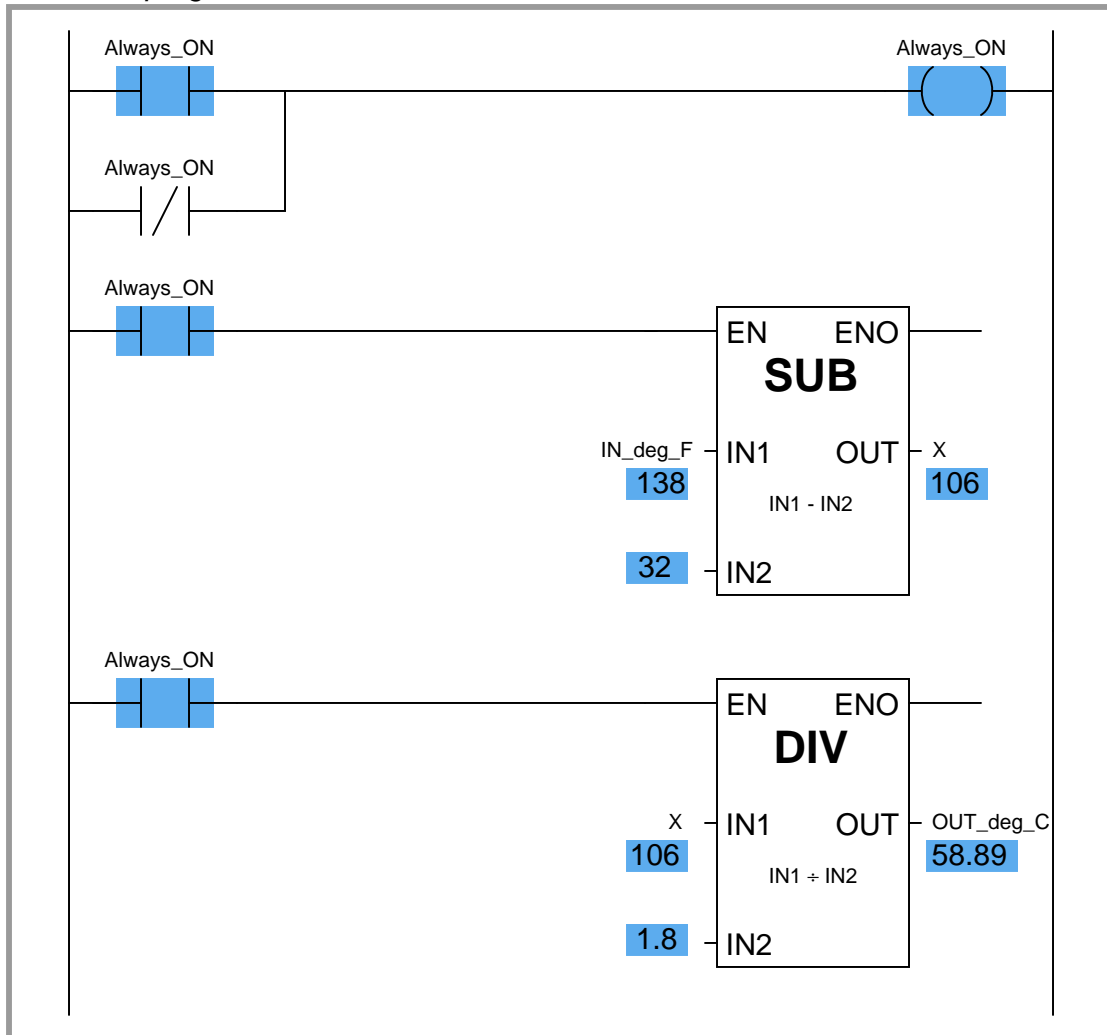 Always_ON Always_ON
Always_ON
Always_ON
EN ENO
SUB
IN_deg_F IN1 OUT X
138 106
IN1 - IN2
32 IN2
Always_ON
EN ENO
DIV
X IN1 OUT OUT_deg_C
106 58.89
IN1 ÷ IN2
1.8 IN2